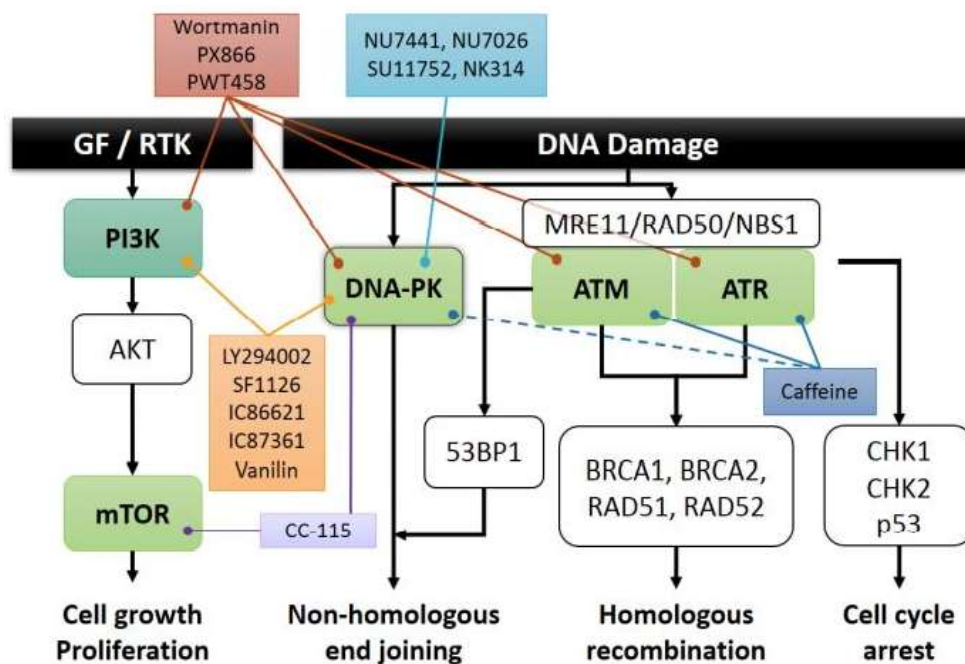 Wortmanin
PX866
PWT458
NU7441, NU7026
SU11752, NK314
GF / RTK
DNA Damage
MRE11/RAD50/NBS1
PI3K
DNA-PK
ATM
ATR
AKT
LY294002
SF1126
IC86621
IC87361
Vanilin
Caffeine
53BP1
BRCA1, BRCA2,
RAD51, RAD52
CHK1
CHK2
p53
mTOR
CC-115
Cell growth
Proliferation
Non-homologous
end joining
Homologous
recombination
Cell cycle
arrest